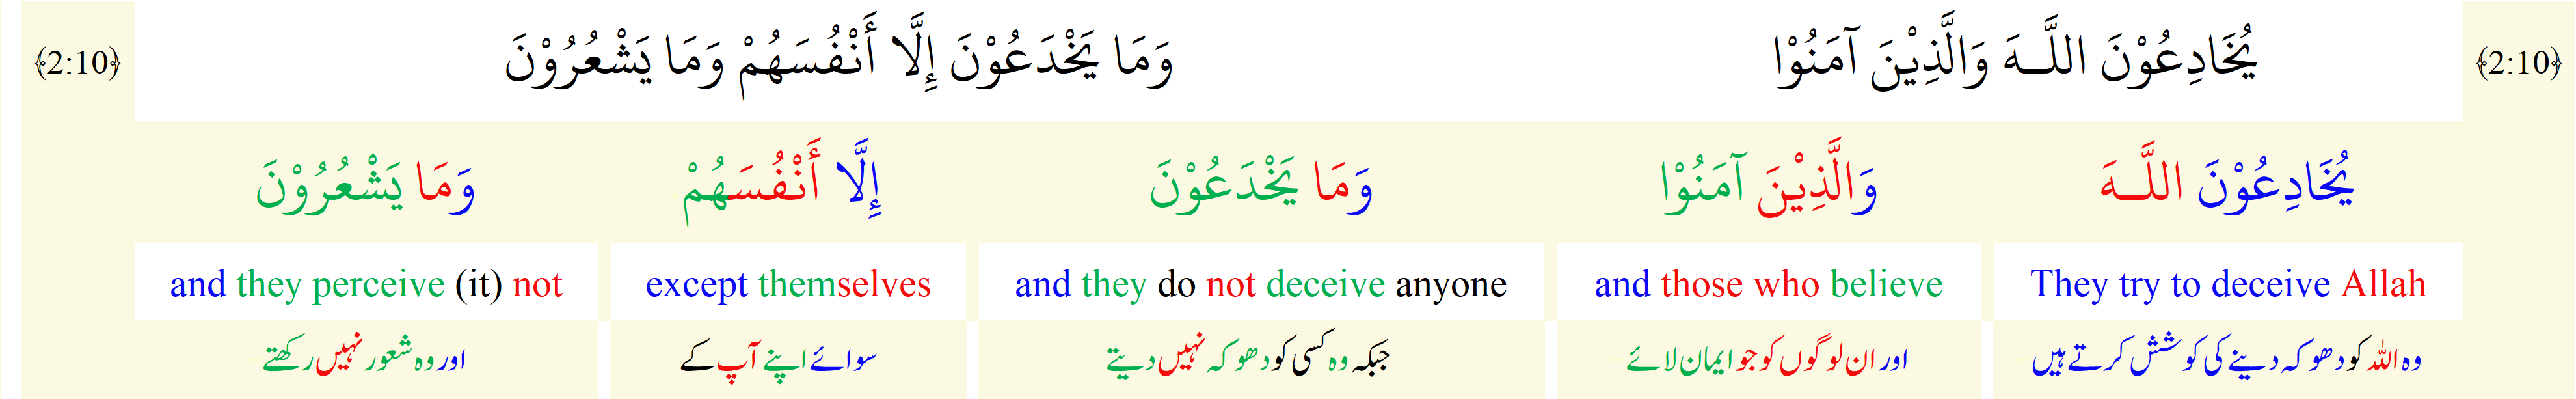 ﴿2:10﴾ يُخَادِعُوْنَ اللَّـهَ وَالَّذِيْنَ آمَنُوْا وَمَا يَخْدَعُوْنَ إِلَّا أَنْفُسَهُمْ وَمَا يَشْعُرُوْنَ ﴿2:10﴾
يُخَادِعُوْنَ اللَّـهَ وَالَّذِيْنَ آمَنُوْا وَمَا يَخْدَعُوْنَ إِلَّا أَنْفُسَهُمْ وَمَا يَشْعُرُوْنَ
and they perceive (it) not except themselves and they do not deceive anyone and those who believe They try to deceive Allah
وہ اللہ کو دھوکہ دینے کی کوشش کرتے ہیں اور ان لوگوں کو جو ایمان لائے جبکہ وہ کسی کو دھوکہ نہیں دیتے سوائے اپنے آپ کے اور وہ شعور نہیں رکھتے